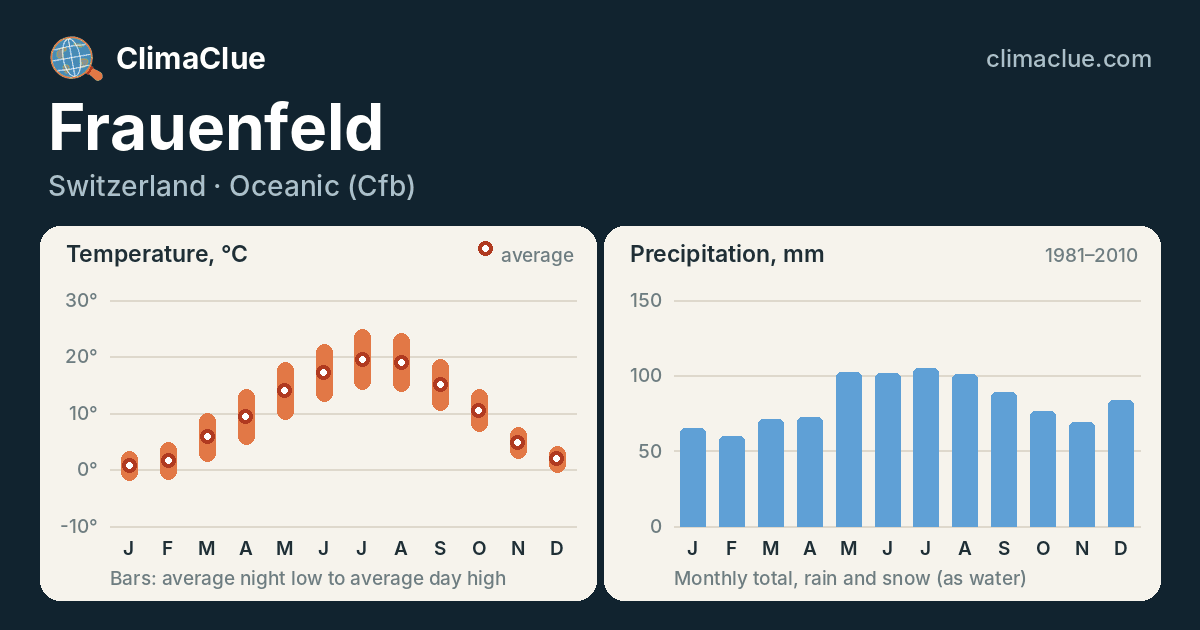 ClimaClue
climaclue.com
Frauenfeld
Switzerland · Oceanic (Cfb)
Temperature, °C
average
30°
20°
10°
0°
-10°
J F M A M J J A S O N D
Bars: average night low to average day high
Precipitation, mm
1981–2010
150
100
50
0
J F M A M J J A S O N D
Monthly total, rain and snow (as water)